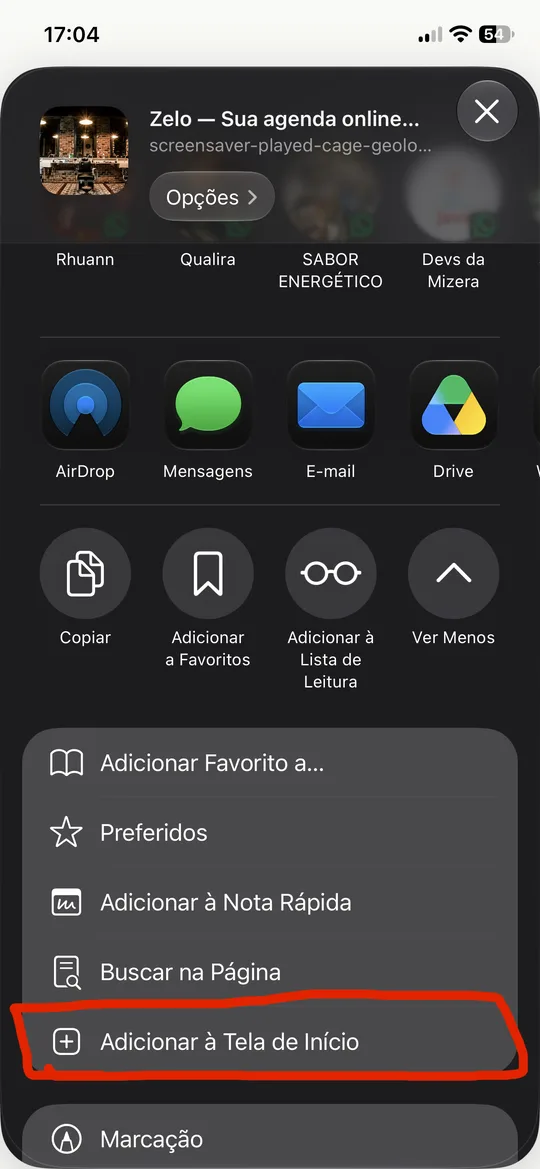 17:04
54
Zelo — Sua agenda online...
screensaver-played-cage-geolo...
Opções
Rhuann
Qualira
SABOR
ENERGÉTICO
Devs da
Mizera
AirDrop
Mensagens
E-mail
Drive
Copiar
Adicionar
a Favoritos
Adicionar à
Lista de
Leitura
Ver Menos
Adicionar Favorito a...
Preferidos
Adicionar à Nota Rápida
Buscar na Página
Adicionar à Tela de Início
Marcação